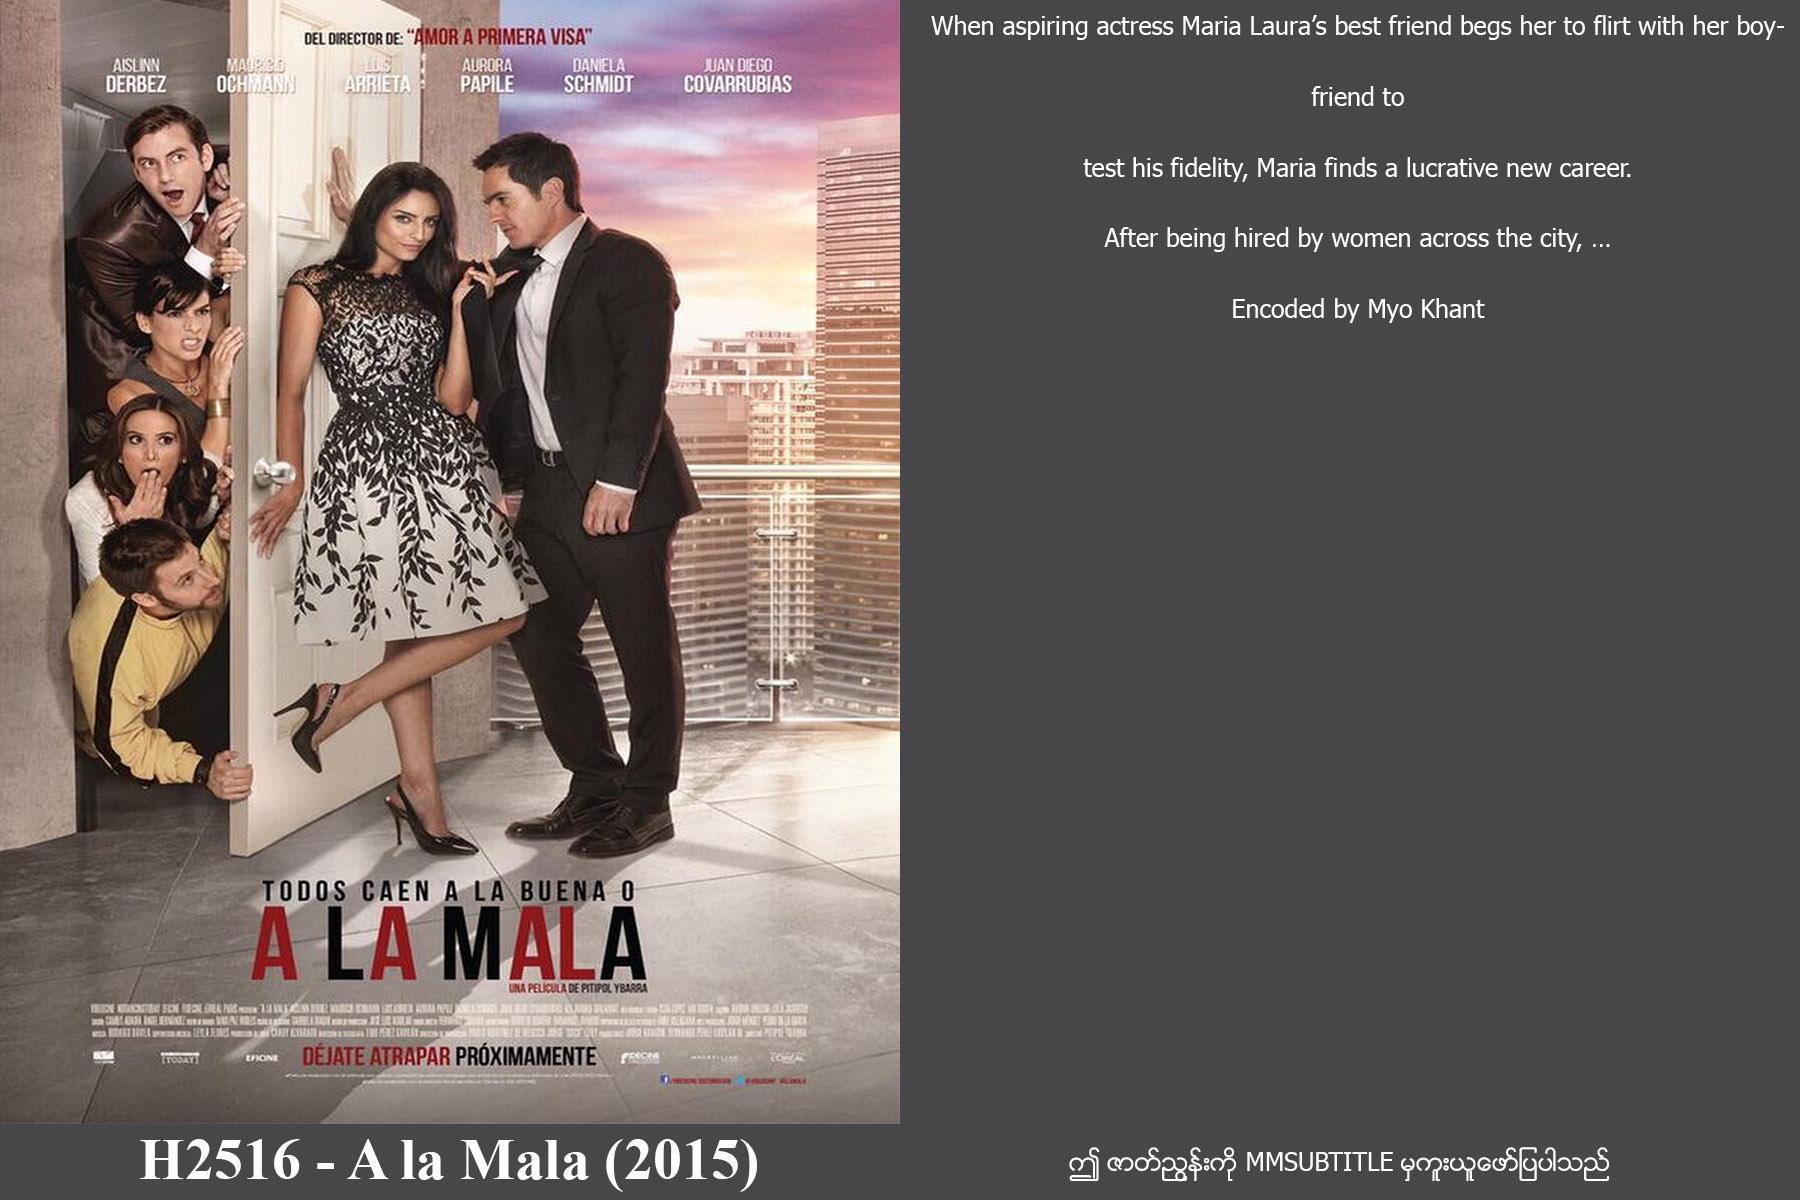 DEL DIRECTOR DE: "AMOR A PRIMERA VISA"
AISLINN DERBEZ
MAURICIO OCHMANN
LUIS ARRIETA
AURORA PAPILE
DANIELA SCHMIDT
JUAN DIEGO COVARRUBIAS
TODOS CAEN A LA BUENA O
A LA MALA
UNA PELÍCULA DE PITIPOL YBARRA
[TODAY]
EFICINE
DÉJATE ATRAPAR PRÓXIMAMENTE
H2516 - A la Mala (2015)
When aspiring actress Maria Laura's best friend begs her to flirt with her boy-
friend to
test his fidelity, Maria finds a lucrative new career.
After being hired by women across the city, ...
Encoded by Myo Khant
ဤ ဇာတ်ညွှန်းကို MMSUBTITLE မှကူးယူဖော်ပြပါသည်